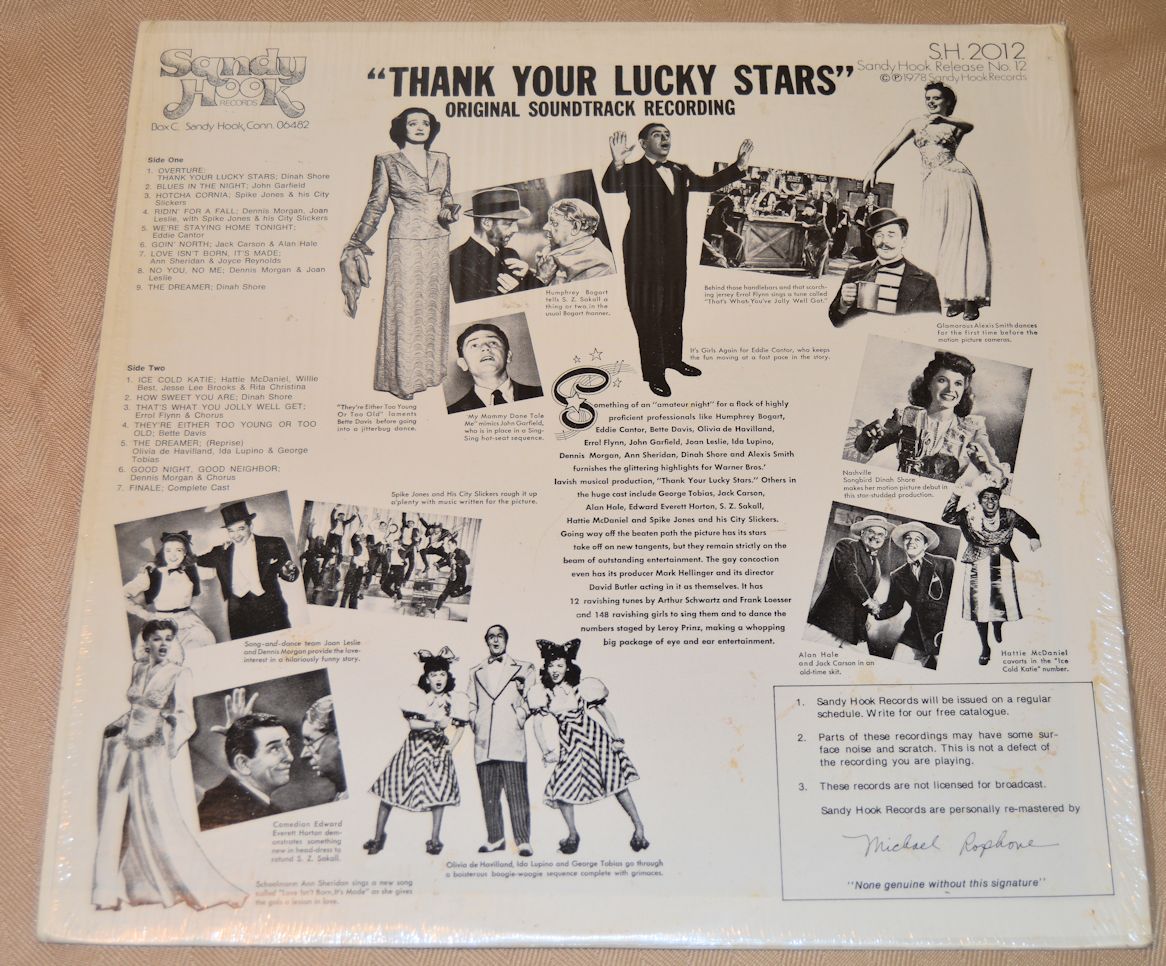 Sandy
Hook
RECORDS
Box C. Sandy Hook, Conn. 06482
"THANK YOUR LUCKY STARS"
ORIGINAL SOUNDTRACK RECORDING
S.H. 2012
Sandy Hook Release No. 12
©℗1978 Sandy Hook Records
Side One
1. OVERTURE:
THANK YOUR LUCKY STARS; Dinah Shore
2. BLUES IN THE NIGHT; John Garfield
3. HOTCHA CORNIA; Spike Jones & his City
Slickers
4. RIDIN' FOR A FALL; Dennis Morgan, Joan
Leslie, with Spike Jones & his City Slickers
5. WE'RE STAYING HOME TONIGHT;
Eddie Cantor
6. GOIN' NORTH; Jack Carson & Alan Hale
7. LOVE ISN'T BORN, IT'S MADE;
Ann Sheridan & Joyce Reynolds
8. NO YOU, NO ME; Dennis Morgan & Joan
Leslie
9. THE DREAMER; Dinah Shore
Side Two
1. ICE COLD KATIE; Hattie McDaniel, Willie
Best, Jesse Lee Brooks & Rita Christina
2. HOW SWEET YOU ARE; Dinah Shore
3. THAT'S WHAT YOU JOLLY WELL GET;
Errol Flynn & Chorus
4. THEY'RE EITHER TOO YOUNG OR TOO
OLD; Bette Davis
5. THE DREAMER; (Reprise)
Olivia de Havilland, Ida Lupino & George
Tobias
6. GOOD NIGHT, GOOD NEIGHBOR;
Dennis Morgan & Chorus
7. FINALE; Complete Cast
Humphrey Bogart
tells S. Z. Sakall a
thing or two, in the
usual Bogart manner.
Behind those handlebars and that scorch-
ing jersey Errol Flynn sings a tune called
"That's What You've Jolly Well Got."
Glamorous Alexis Smith dances
for the first time before the
motion picture cameras.
It's Girls Again for Eddie Cantor, who keeps
the fun moving at a fast pace in the story.
"They're Either Too Young
Or Too Old" laments
Bette Davis before going
into a jitterbug dance.
"My Mammy Done Tole
Me" mimics John Garfield,
who is in place in a Sing-
Sing hot-seat sequence.
Something of an "amateur night" for a flock of highly
proficient professionals like Humphrey Bogart,
Eddie Cantor, Bette Davis, Olivia de Havilland,
Errol Flynn, John Garfield, Joan Leslie, Ida Lupino,
Dennis Morgan, Ann Sheridan, Dinah Shore and Alexis Smith
furnishes the glittering highlights for Warner Bros.'
lavish musical production, "Thank Your Lucky Stars." Others in
the huge cast include George Tobias, Jack Carson,
Alan Hale, Edward Everett Horton, S. Z. Sakall,
Hattie McDaniel and Spike Jones and his City Slickers.
Going way off the beaten path the picture has its stars
take off on new tangents, but they remain strictly on the
beam of outstanding entertainment. The gay concoction
even has its producer Mark Hellinger and its director
David Butler acting in it as themselves. It has
12 ravishing tunes by Arthur Schwartz and Frank Loesser
and 148 ravishing girls to sing them and to dance the
numbers staged by Leroy Prinz, making a whopping
big package of eye and ear entertainment.
Nashville
Songbird Dinah Shore
makes her motion picture debut in
this star-studded production.
Spike Jones and His City Slickers rough it up
a'plenty with music written for the picture.
Song-and-dance team Joan Leslie
and Dennis Morgan provide the love-
interest in a hilariously funny story.
Alan Hale
and Jack Carson in an
old-time skit.
Hattie McDaniel
cavorts in the "Ice
Cold Katie" number.
Comedian Edward
Everett Horton dem-
onstrates something
new in head-dress to
rotund S. Z. Sakall.
Schoolmarm Ann Sheridan sings a new song
called "Love Isn't Born, It's Made" as she gives
the gals a lesson in love.
Olivia de Havilland, Ida Lupino and George Tobias go through
a boisterous boogie-woogie sequence complete with grimaces.
1. Sandy Hook Records will be issued on a regular
schedule. Write for our free catalogue.
2. Parts of these recordings may have some sur-
face noise and scratch. This is not a defect of
the recording you are playing.
3. These records are not licensed for broadcast.
Sandy Hook Records are personally re-mastered by
Michael
"None genuine without this signature"